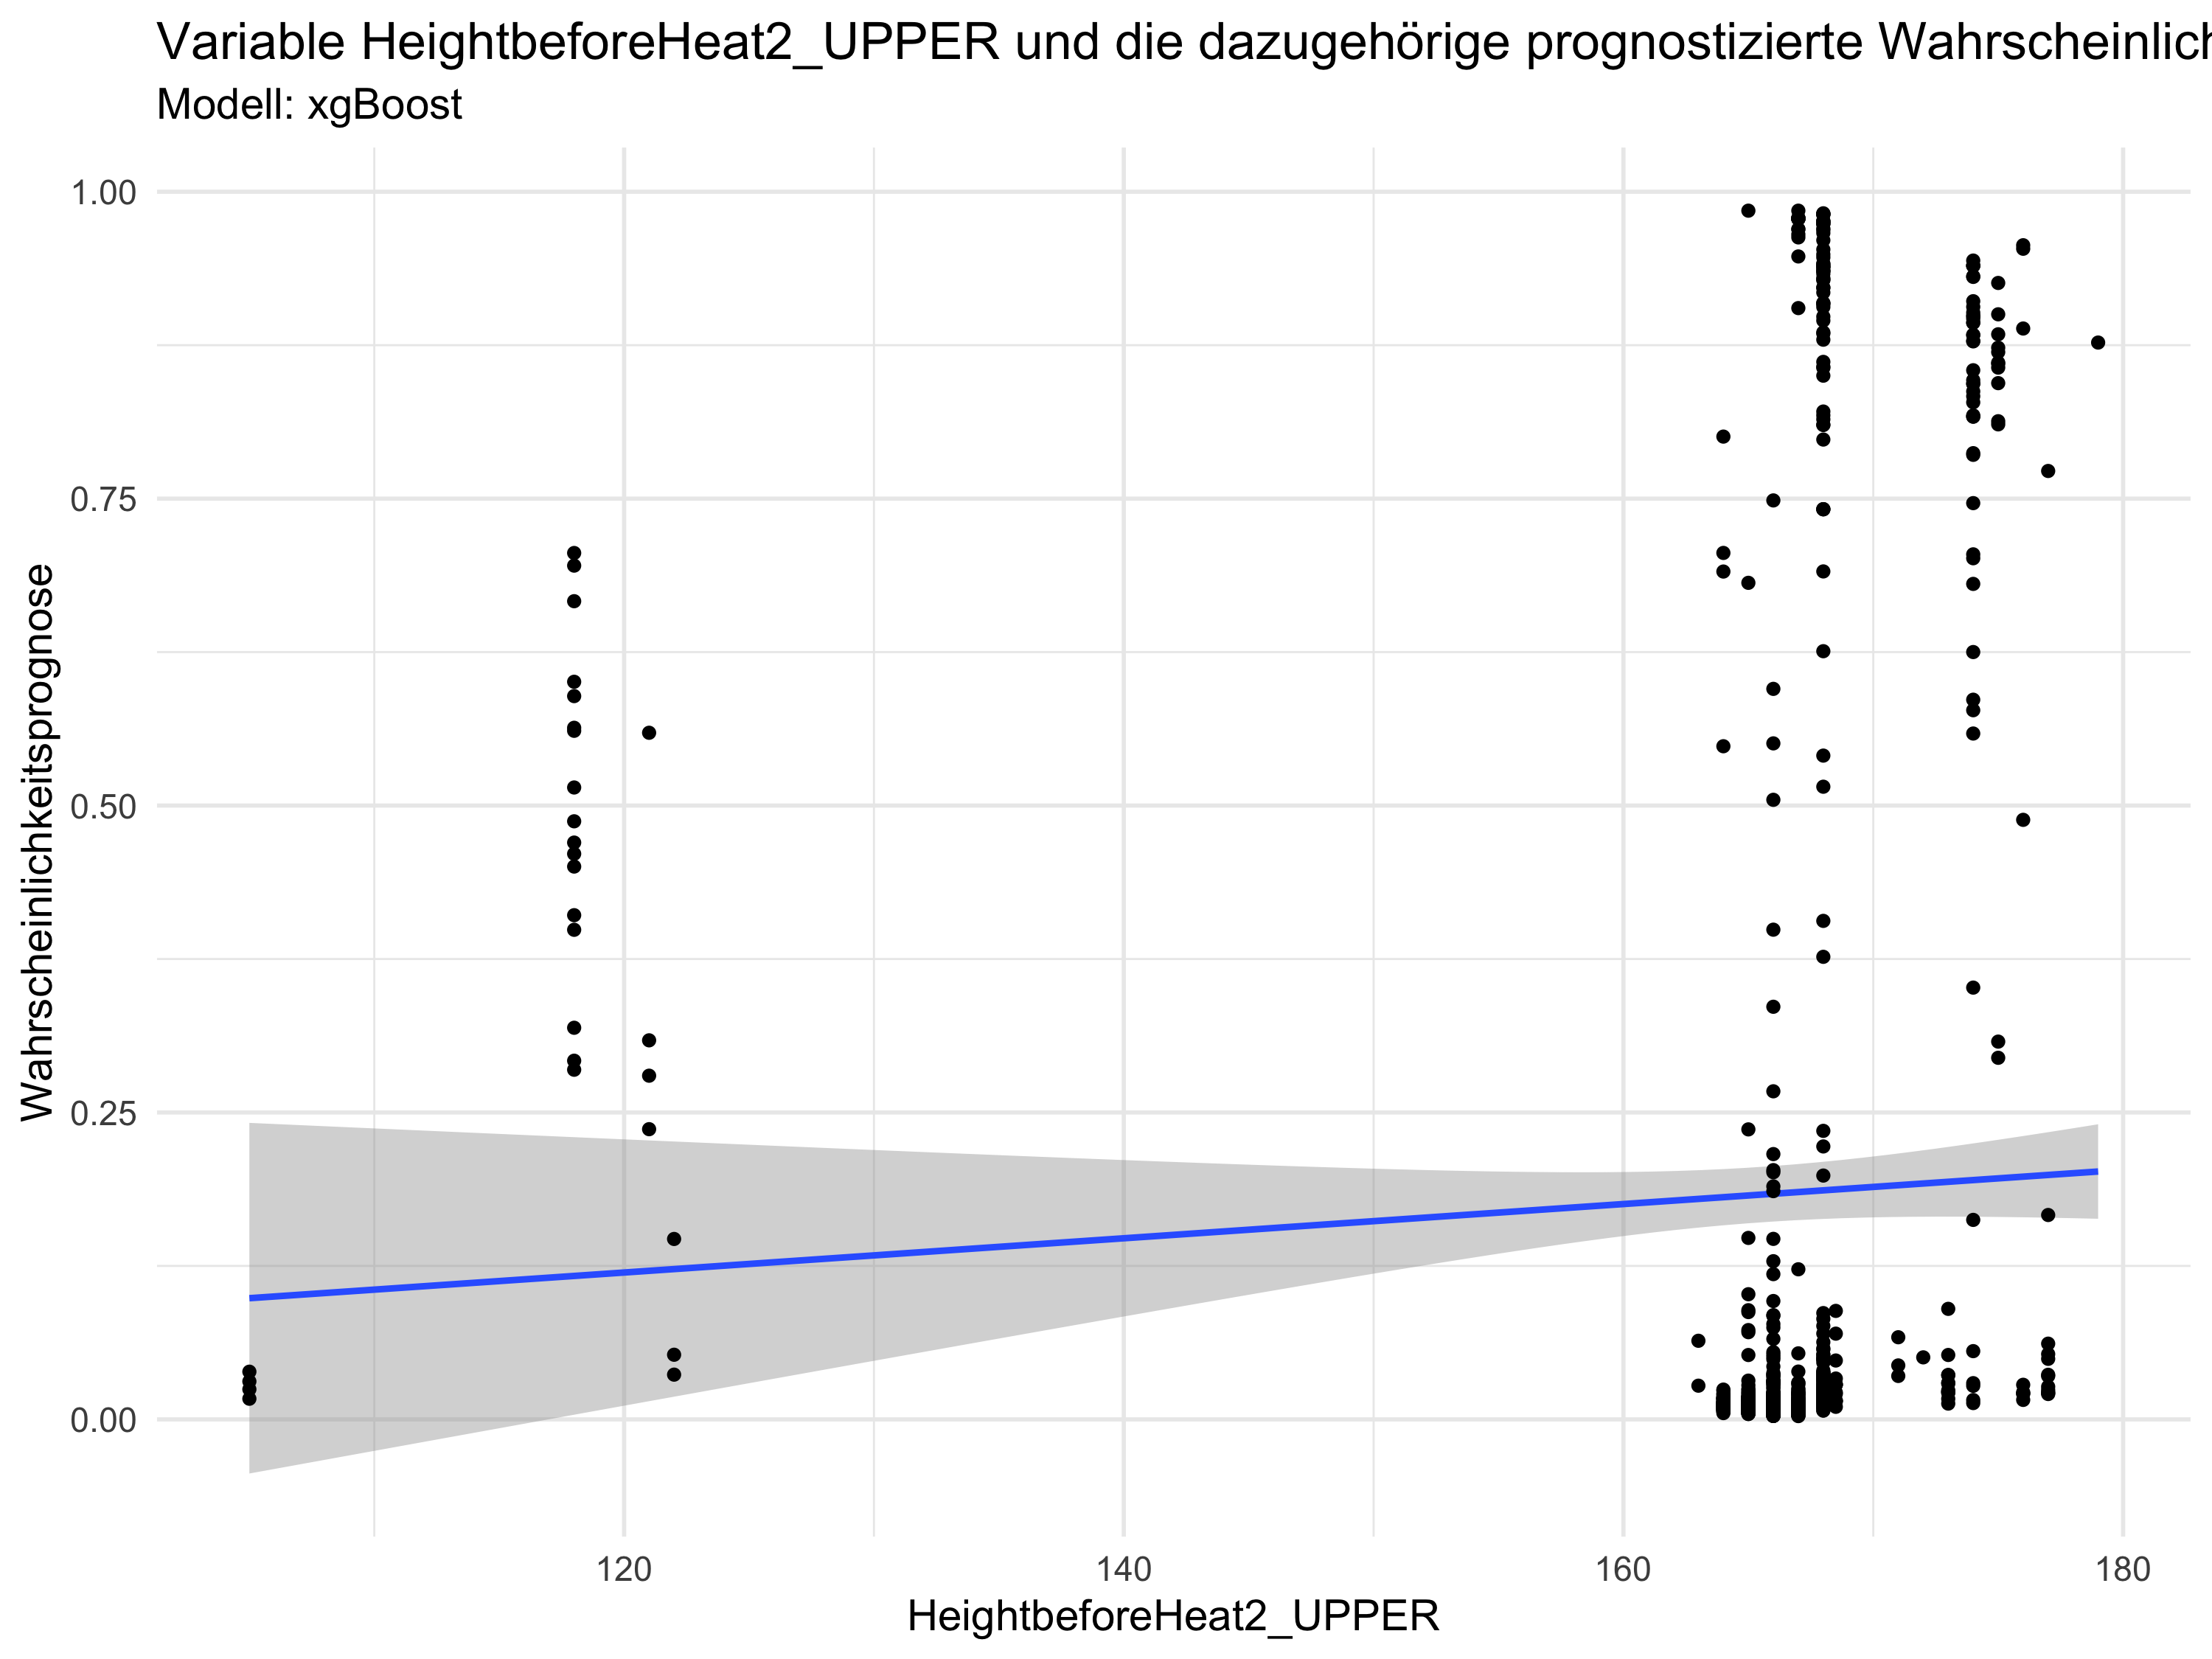 Variable HeightbeforeHeat2_UPPER und die dazugehörige prognostizierte Wahrscheinlich
Modell: xgBoost
1.00
0.75
0.50
0.25
0.00
Wahrscheinlichkeitsprognose
120 140 160 180
HeightbeforeHeat2_UPPER